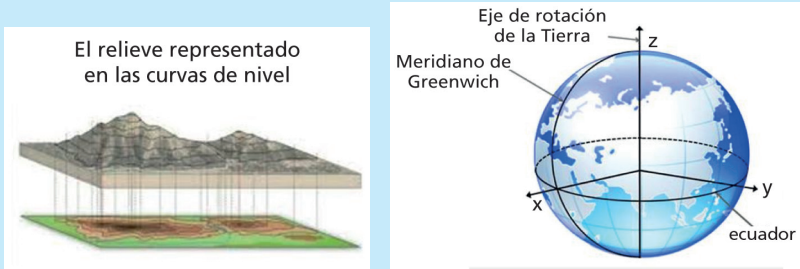 El relieve representado
en las curvas de nivel
Eje de rotación
de la Tierra
z
Meridiano de
Greenwich
x
y
ecuador